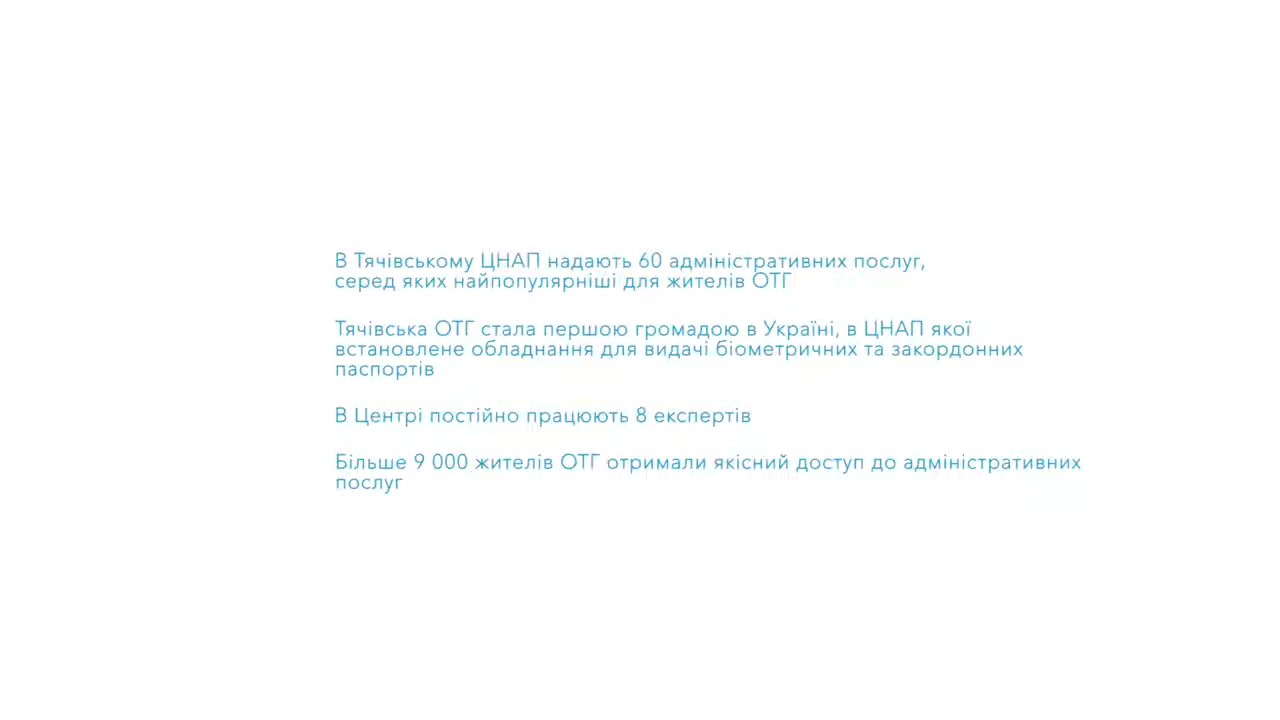 В Тячівському ЦНАП надають 60 адміністративних послуг,
серед яких найпопулярніші для жителів ОТГ
Тячівська ОТГ стала першою громадою в Україні, в ЦНАП якої
встановлене обладнання для видачі біометричних та закордонних
паспортів
В Центрі постійно працюють 8 експертів
Більше 9 000 жителів ОТГ отримали якісний доступ до адміністративних
послуг